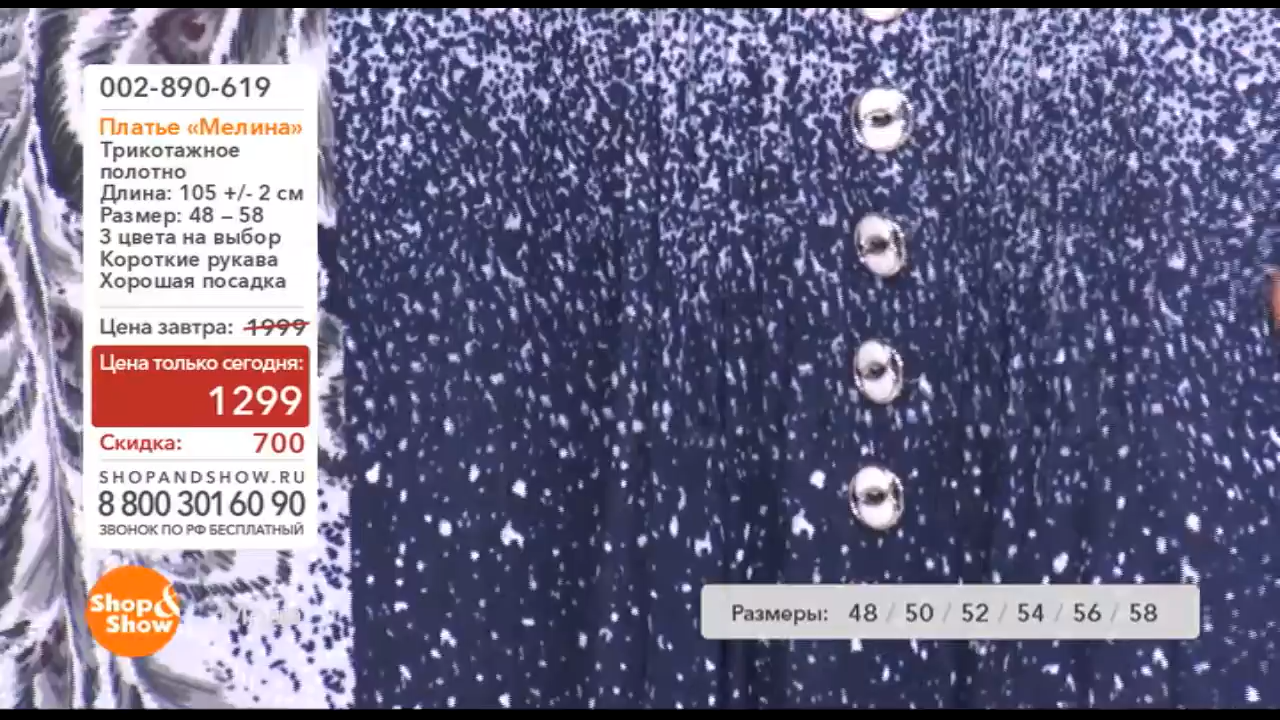 002-890-619
Платье «Мелина»
Трикотажное
полотно
Длина: 105 +/- 2 см
Размер: 48 – 58
3 цвета на выбор
Короткие рукава
Хорошая посадка
Цена завтра: 1999
Цена только сегодня:
1299
Скидка: 700
SHOPANDSHOW.RU
8 800 301 60 90
ЗВОНОК ПО РФ БЕСПЛАТНЫЙ
Shop&
Show
Размеры: 48 / 50 / 52 / 54 / 56 / 58